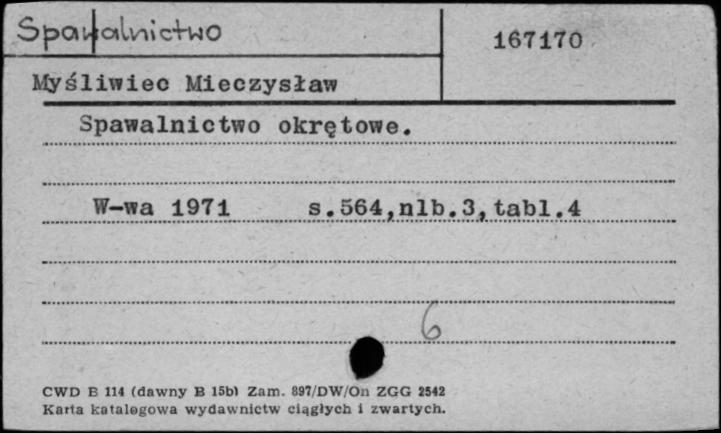 Spawalnictwo
167170
Myśliwiec Mieczysław
Spawalnictwo okrętowe.
W-wa 1971 s.564,nlb.3,tabl.4
6
CWD B 114 (dawny B 15b) Zam. 897/DW/On ZGG 2542
Karta katalogowa wydawnictw ciągłych i zwartych.